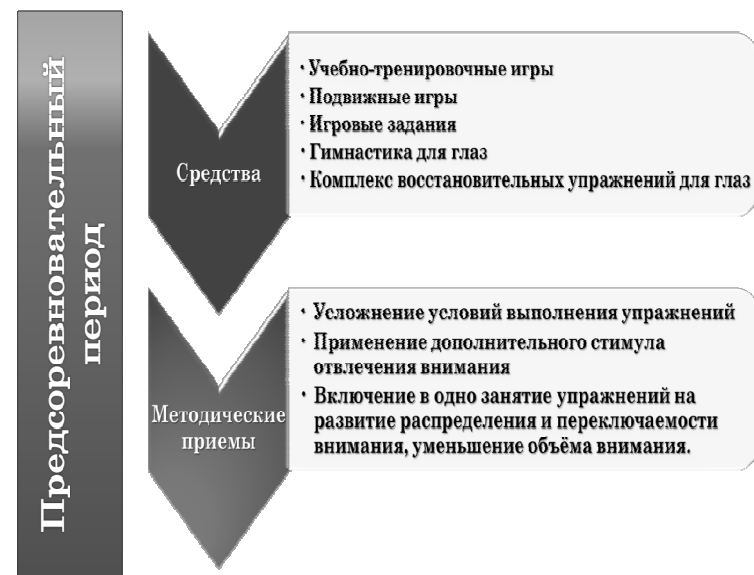 Предсоревновательный
период
Средства
· Учебно-тренировочные игры
· Подвижные игры
· Игровые задания
· Гимнастика для глаз
· Комплекс восстановительных упражнений для глаз
Методические
приемы
· Усложнение условий выполнения упражнений
· Применение дополнительного стимула
отвлечения внимания
· Включение в одно занятие упражнений на
развитие распределения и переключаемости
внимания, уменьшение объёма внимания.